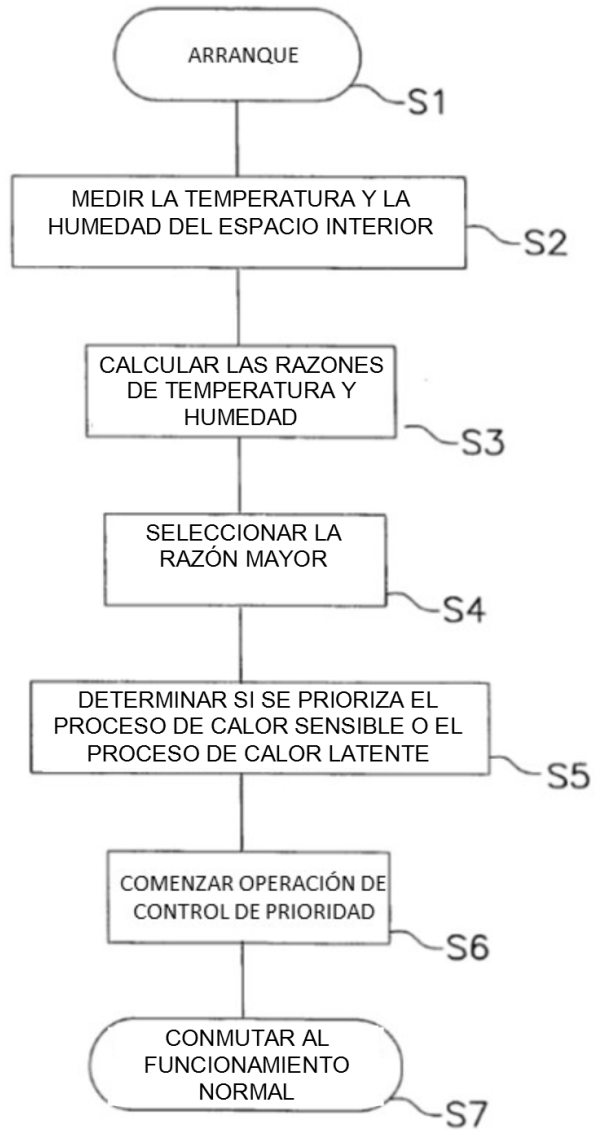 ARRANQUE
S1
MEDIR LA TEMPERATURA Y LA
HUMEDAD DEL ESPACIO INTERIOR
S2
CALCULAR LAS RAZONES
DE TEMPERATURA Y
HUMEDAD
S3
SELECCIONAR LA
RAZÓN MAYOR
S4
DETERMINAR SI SE PRIORIZA EL
PROCESO DE CALOR SENSIBLE O EL
PROCESO DE CALOR LATENTE
S5
COMENZAR OPERACIÓN DE
CONTROL DE PRIORIDAD
S6
CONMUTAR AL
FUNCIONAMIENTO
NORMAL
S7